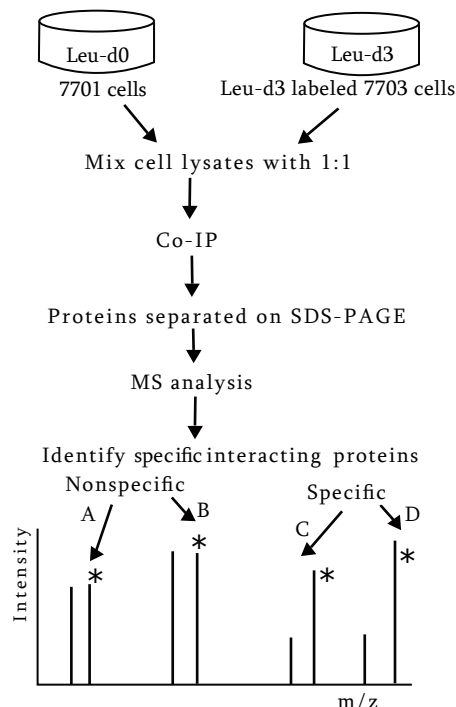 Leu-d0
Leu-d3
7701 cells
Leu-d3 labeled 7703 cells
Mix cell lysates with 1:1
Co-IP
Proteins separated on SDS-PAGE
MS analysis
Identify specific interacting proteins
Nonspecific
Specific
A
B
C
D
*
*
*
*
Intensity
m/z